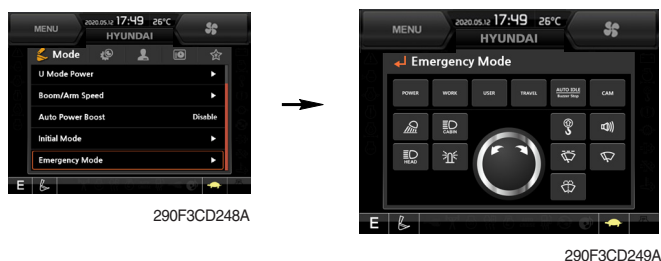 MENU
2020.05.12 17:49 26°C
HYUNDAI
Mode
U Mode Power
Boom/Arm Speed
Auto Power Boost Disable
Initial Mode
Emergency Mode
E
290F3CD248A
MENU
2020.05.12 17:49 26°C
HYUNDAI
Emergency Mode
POWER WORK USER TRAVEL AUTO IDLE CAM
Buzzer Stop
CABIN
HEAD
E
290F3CD249A